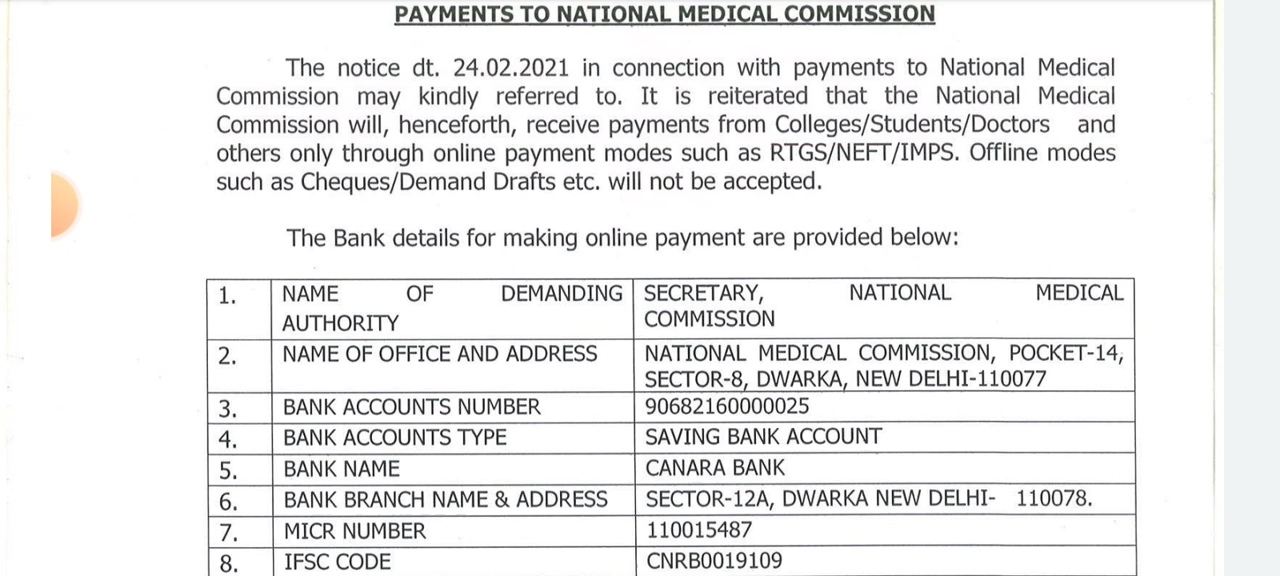 PAYMENTS TO NATIONAL MEDICAL COMMISSION
The notice dt. 24.02.2021 in connection with payments to National Medical
Commission may kindly referred to. It is reiterated that the National Medical
Commission will, henceforth, receive payments from Colleges/Students/Doctors and
others only through online payment modes such as RTGS/NEFT/IMPS. Offline modes
such as Cheques/Demand Drafts etc. will not be accepted.
The Bank details for making online payment are provided below:
1. NAME OF DEMANDING SECRETARY, NATIONAL MEDICAL
AUTHORITY COMMISSION
2. NAME OF OFFICE AND ADDRESS NATIONAL MEDICAL COMMISSION, POCKET-14,
SECTOR-8, DWARKA, NEW DELHI-110077
3. BANK ACCOUNTS NUMBER 90682160000025
4. BANK ACCOUNTS TYPE SAVING BANK ACCOUNT
5. BANK NAME CANARA BANK
6. BANK BRANCH NAME & ADDRESS SECTOR-12A, DWARKA NEW DELHI- 110078.
7. MICR NUMBER 110015487
8. IFSC CODE CNRB0019109